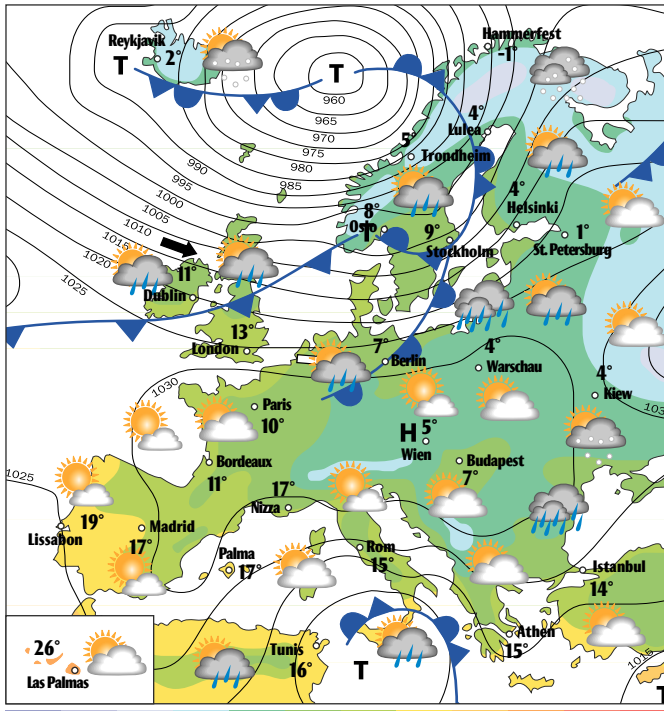 Reykjavik
2°
T
T
Hammerfest
-1°
960
965
970
975
980
985
990
995
1000
1005
1010
1015
1020
1025
4°
Lulea
5°
Trondheim
8°
Oslo
T
9°
Stockholm
4°
Helsinki
1°
St. Petersburg
11°
Dublin
13°
London
7°
Berlin
4°
Warschau
4°
Kiew
1030
1030
Paris
10°
H
5°
Wien
Budapest
7°
Bordeaux
11°
1025
17°
Nizza
19°
Lissabon
Madrid
17°
Palma
17°
Rom
15°
Istanbul
14°
Athen
15°
Tunis
16°
T
26°
Las Palmas
1015
T